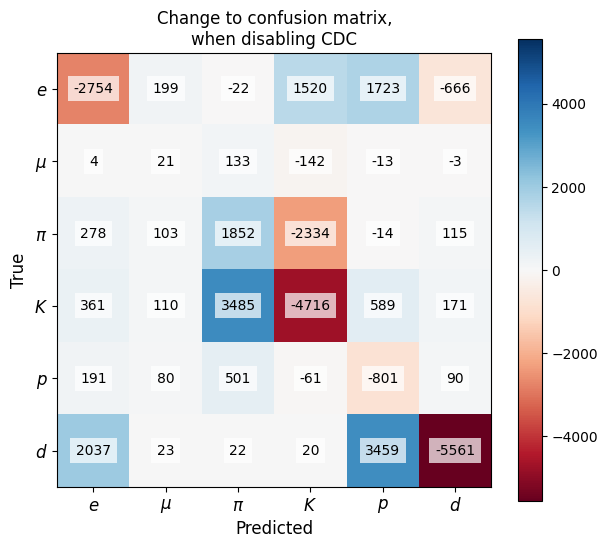 Change to confusion matrix,
when disabling CDC
e -2754 199 -22 1520 1723 -666
μ 4 21 133 -142 -13 -3
π 278 103 1852 -2334 -14 115
K 361 110 3485 -4716 589 171
p 191 80 501 -61 -801 90
d 2037 23 22 20 3459 -5561
e μ π K p d
Predicted
True
4000
2000
0
−2000
−4000